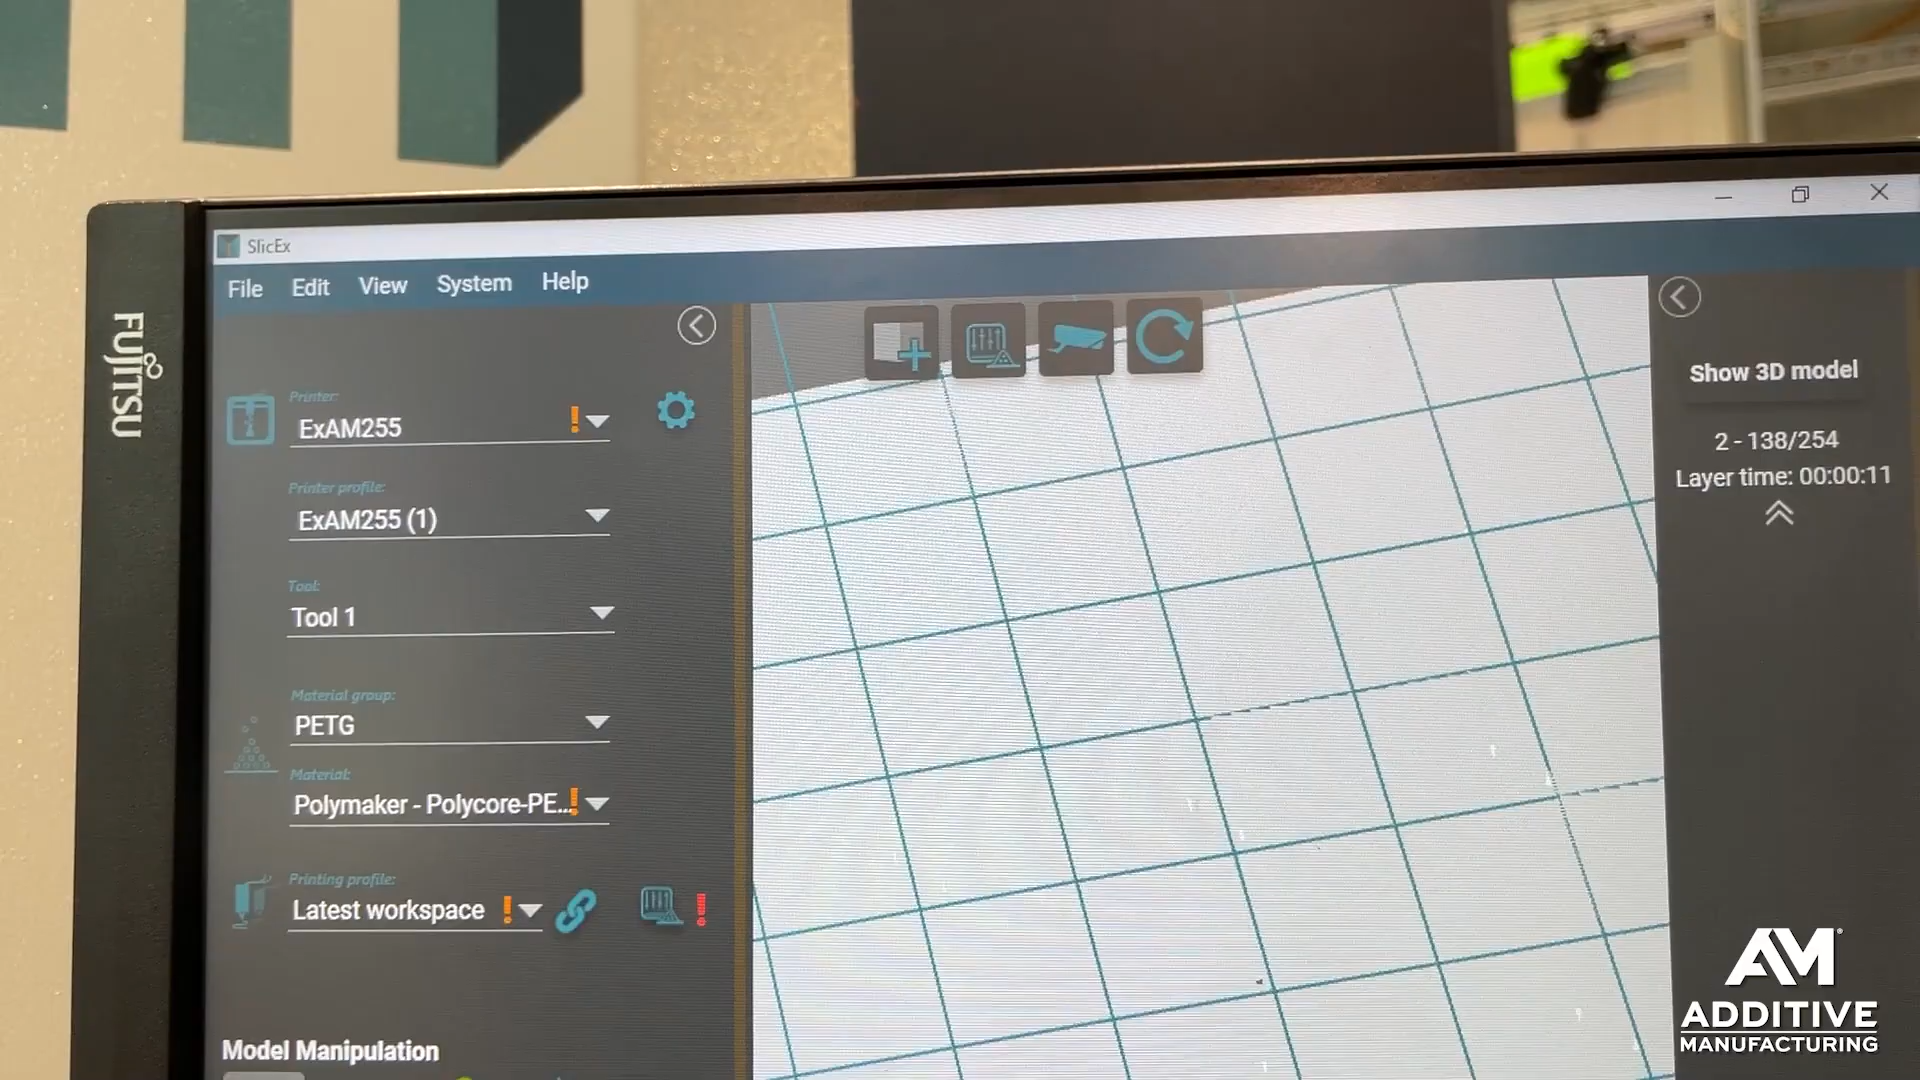 FUJITSU
SlicEx
File Edit View System Help
Printer:
ExAM255 !
Printer profile:
ExAM255 (1)
Tool:
Tool 1
Material group:
PETG
Material:
Polymaker - Polycore-PE... !
Printing profile:
Latest workspace ! !
Model Manipulation
Show 3D model
2 - 138/254
Layer time: 00:00:11
AM
ADDITIVE
MANUFACTURING